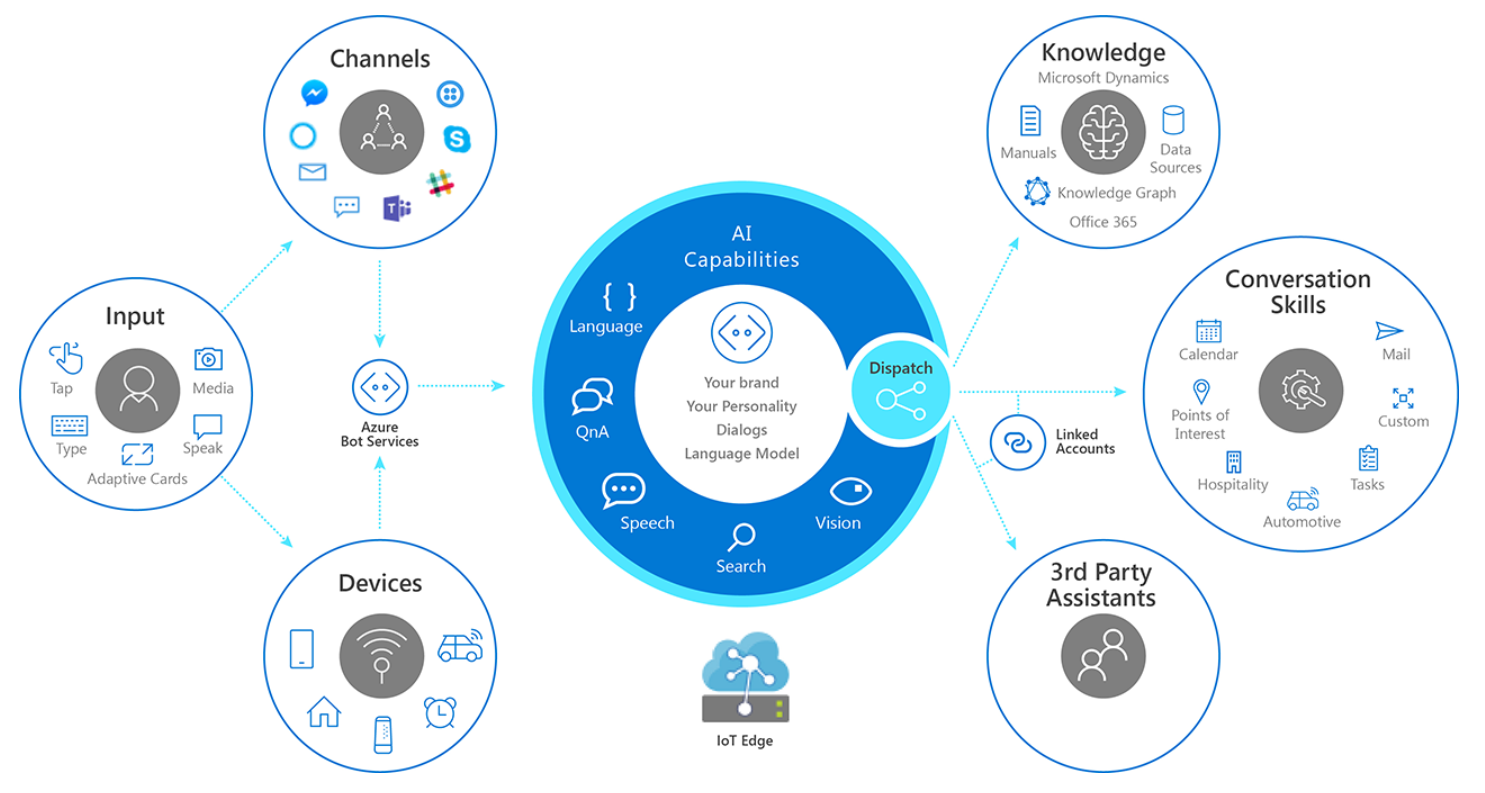 Channels
Input
Tap
Media
Type
Speak
Adaptive Cards
Azure
Bot Services
Devices
AI
Capabilities
{ }
Language
QnA
Speech
Search
Vision
Your brand
Your Personality
Dialogs
Language Model
Dispatch
IoT Edge
Knowledge
Microsoft Dynamics
Manuals
Data
Sources
Knowledge Graph
Office 365
Linked
Accounts
Conversation
Skills
Calendar
Mail
Points of
Interest
Custom
Hospitality
Tasks
Automotive
3rd Party
Assistants